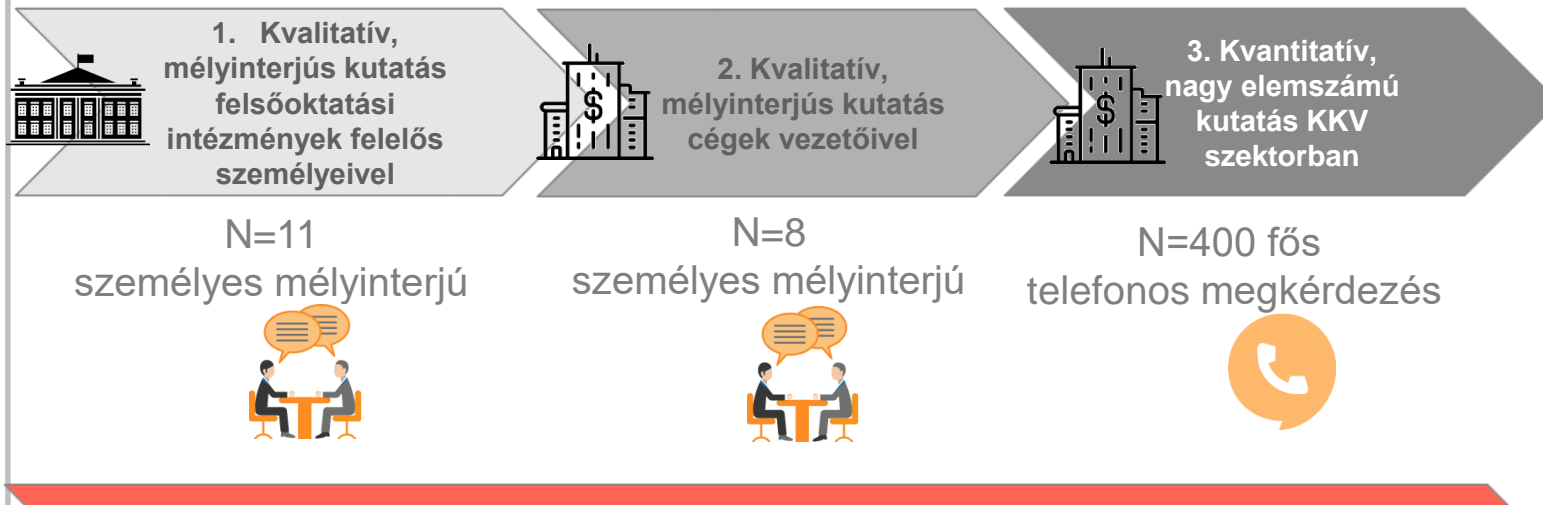 1. Kvalitatív,
mélyinterjús kutatás
felsőoktatási
intézmények felelős
személyeivel
2. Kvalitatív,
mélyinterjús kutatás
cégek vezetőivel
3. Kvantitatív,
nagy elemszámú
kutatás KKV
szektorban
N=11
személyes mélyinterjú
N=8
személyes mélyinterjú
N=400 fős
telefonos megkérdezés